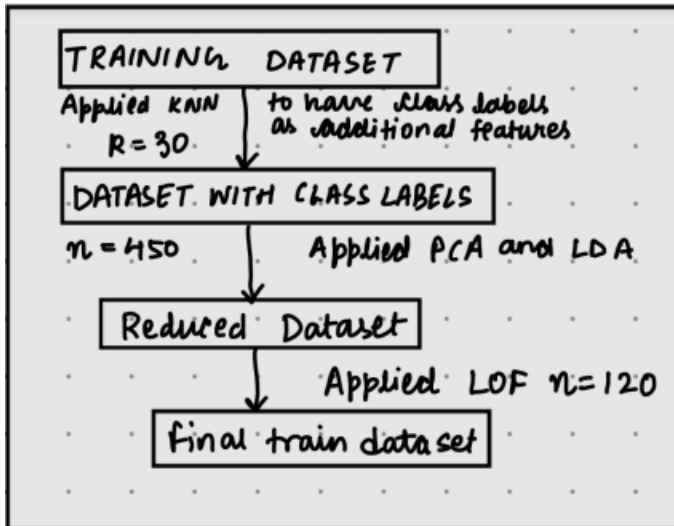 TRAINING DATASET
Applied KNN to have class labels
as additional features
K=30
DATASET WITH CLASS LABELS
n=450 Applied PCA and LDA
Reduced Dataset
Applied LOF n=120
Final train dataset